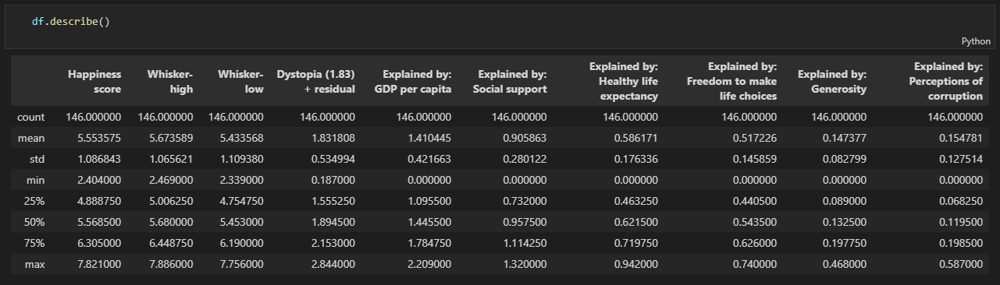 df.describe()
Python
Happiness score Whisker-high Whisker-low Dystopia (1.83) + residual Explained by: GDP per capita Explained by: Social support Explained by: Healthy life expectancy Explained by: Freedom to make life choices Explained by: Generosity Explained by: Perceptions of corruption
count 146.000000 146.000000 146.000000 146.000000 146.000000 146.000000 146.000000 146.000000 146.000000 146.000000
mean 5.553575 5.673589 5.433568 1.831808 1.410445 0.905863 0.586171 0.517226 0.147377 0.154781
std 1.086843 1.065621 1.109380 0.534994 0.421663 0.280122 0.176336 0.145859 0.082799 0.127514
min 2.404000 2.469000 2.339000 0.187000 0.000000 0.000000 0.000000 0.000000 0.000000 0.000000
25% 4.888750 5.006250 4.754750 1.555250 1.095500 0.732000 0.463250 0.440500 0.089000 0.068250
50% 5.568500 5.680000 5.453000 1.894500 1.445500 0.957500 0.621500 0.543500 0.132500 0.119500
75% 6.305000 6.448750 6.190000 2.153000 1.784750 1.114250 0.719750 0.626000 0.197750 0.198500
max 7.821000 7.886000 7.756000 2.844000 2.209000 1.320000 0.942000 0.740000 0.468000 0.587000